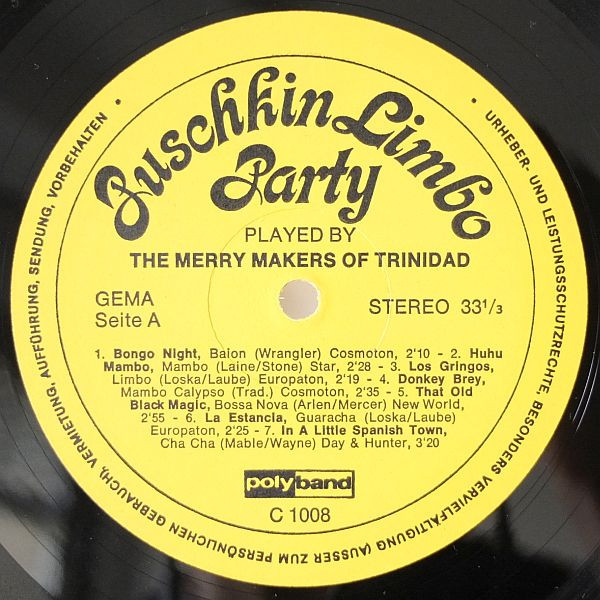 Zuschkin Limbo
Party
PLAYED BY
THE MERRY MAKERS OF TRINIDAD
GEMA
Seite A
STEREO 33¹/₃
1. Bongo Night, Baion (Wrangler) Cosmoton, 2'10 - 2. Huhu
Mambo, Mambo (Laine/Stone) Star, 2'28 - 3. Los Gringos,
Limbo (Loska/Laube) Europaton, 2'19 - 4. Donkey Brey,
Mambo Calypso (Trad.) Cosmoton, 2'35 - 5. That Old
Black Magic, Bossa Nova (Arlen/Mercer) New World,
2'55 - 6. La Estancia, Guaracha (Loska/Laube)
Europaton, 2'25 - 7. In A Little Spanish Town,
Cha Cha (Mable/Wayne) Day & Hunter, 3'20
polyband
C 1008
• URHEBER- UND LEISTUNGSSCHUTZRECHTE, BESONDERS VERVIELFÄLTIGUNG (AUSSER ZUM PERSÖNLICHEN GEBRAUCH), VERMIETUNG, AUFFÜHRUNG, SENDUNG, VORBEHALTEN •